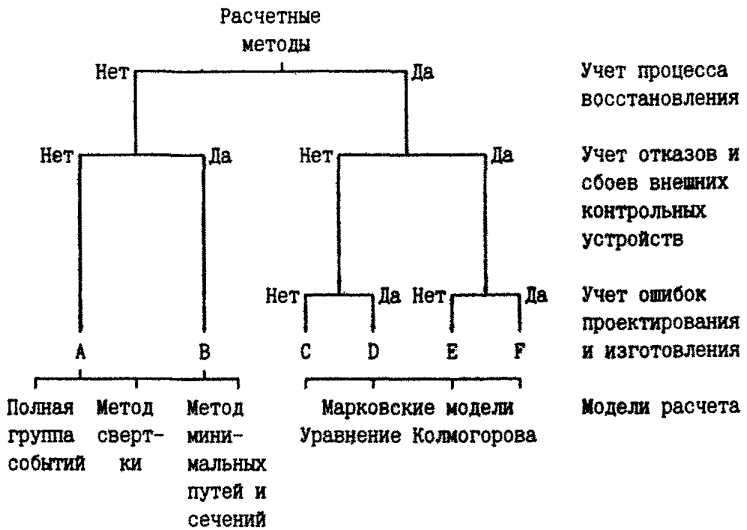 Расчетные
методы
Нет
Да
Учет процесса
восстановления
Нет
Да
Нет
Да
Учет отказов и
сбоев внешних
контрольных
устройств
Нет
Да
Нет
Да
Учет ошибок
проектирования
и изготовления
A
B
C
D
E
F
Полная
группа
событий
Метод
сверт-
ки
Метод
мини-
мальных
путей и
сечений
Марковские модели
Уравнение Колмогорова
Модели расчета